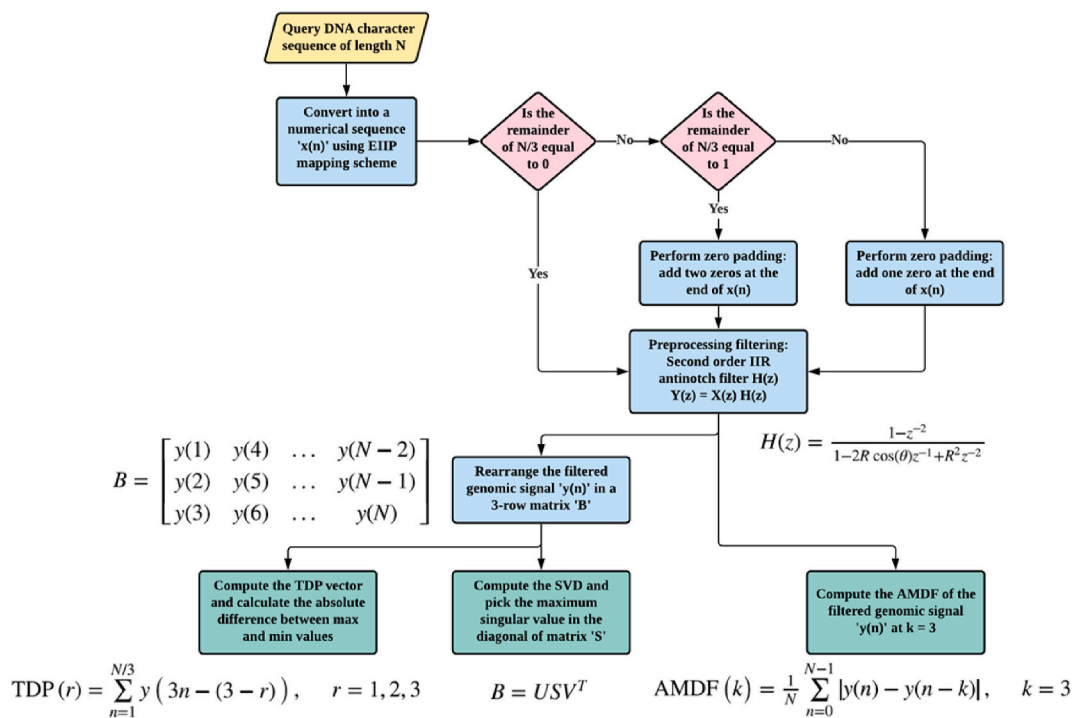 Query DNA character
sequence of length N
Convert into a
numerical sequence
'x(n)' using EIIP
mapping scheme
Is the
remainder
of N/3 equal
to 0
No
Is the
remainder
of N/3 equal
to 1
No
Yes
Yes
Perform zero padding:
add two zeros at the
end of x(n)
Perform zero padding:
add one zero at the end
of x(n)
Preprocessing filtering:
Second order IIR
antinotch filter H(z)
Y(z) = X(z) H(z)
H(z) = \frac{1−z^{−2}}{1−2R cos(θ)z^{−1}+R^{2}z^{−2}}
B = [ y(1) y(4) … y(N − 2)
y(2) y(5) … y(N − 1)
y(3) y(6) … y(N) ]
Rearrange the filtered
genomic signal 'y(n)' in a
3-row matrix 'B'
Compute the TDP vector
and calculate the absolute
difference between max
and min values
Compute the SVD and
pick the maximum
singular value in the
diagonal of matrix 'S'
Compute the AMDF of the
filtered genomic signal
'y(n)' at k = 3
TDP (r) = \sum_{n=1}^{N/3} y ( 3n − (3 − r) ), r = 1, 2, 3
B = USV^{T}
AMDF (k) = \frac{1}{N} \sum_{n=0}^{N−1} |y(n) − y(n − k)|, k = 3